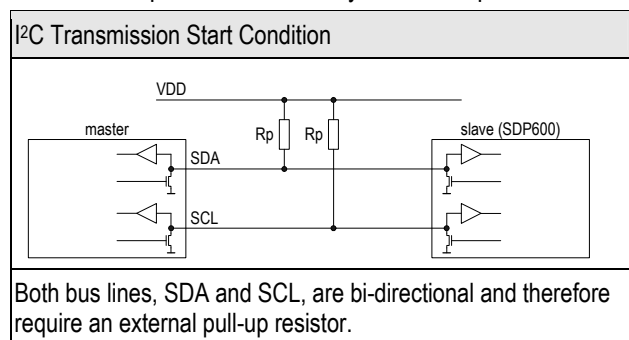 I²C Transmission Start Condition
VDD
master
Rp
Rp
slave (SDP600)
SDA
SCL
Both bus lines, SDA and SCL, are bi-directional and therefore
require an external pull-up resistor.